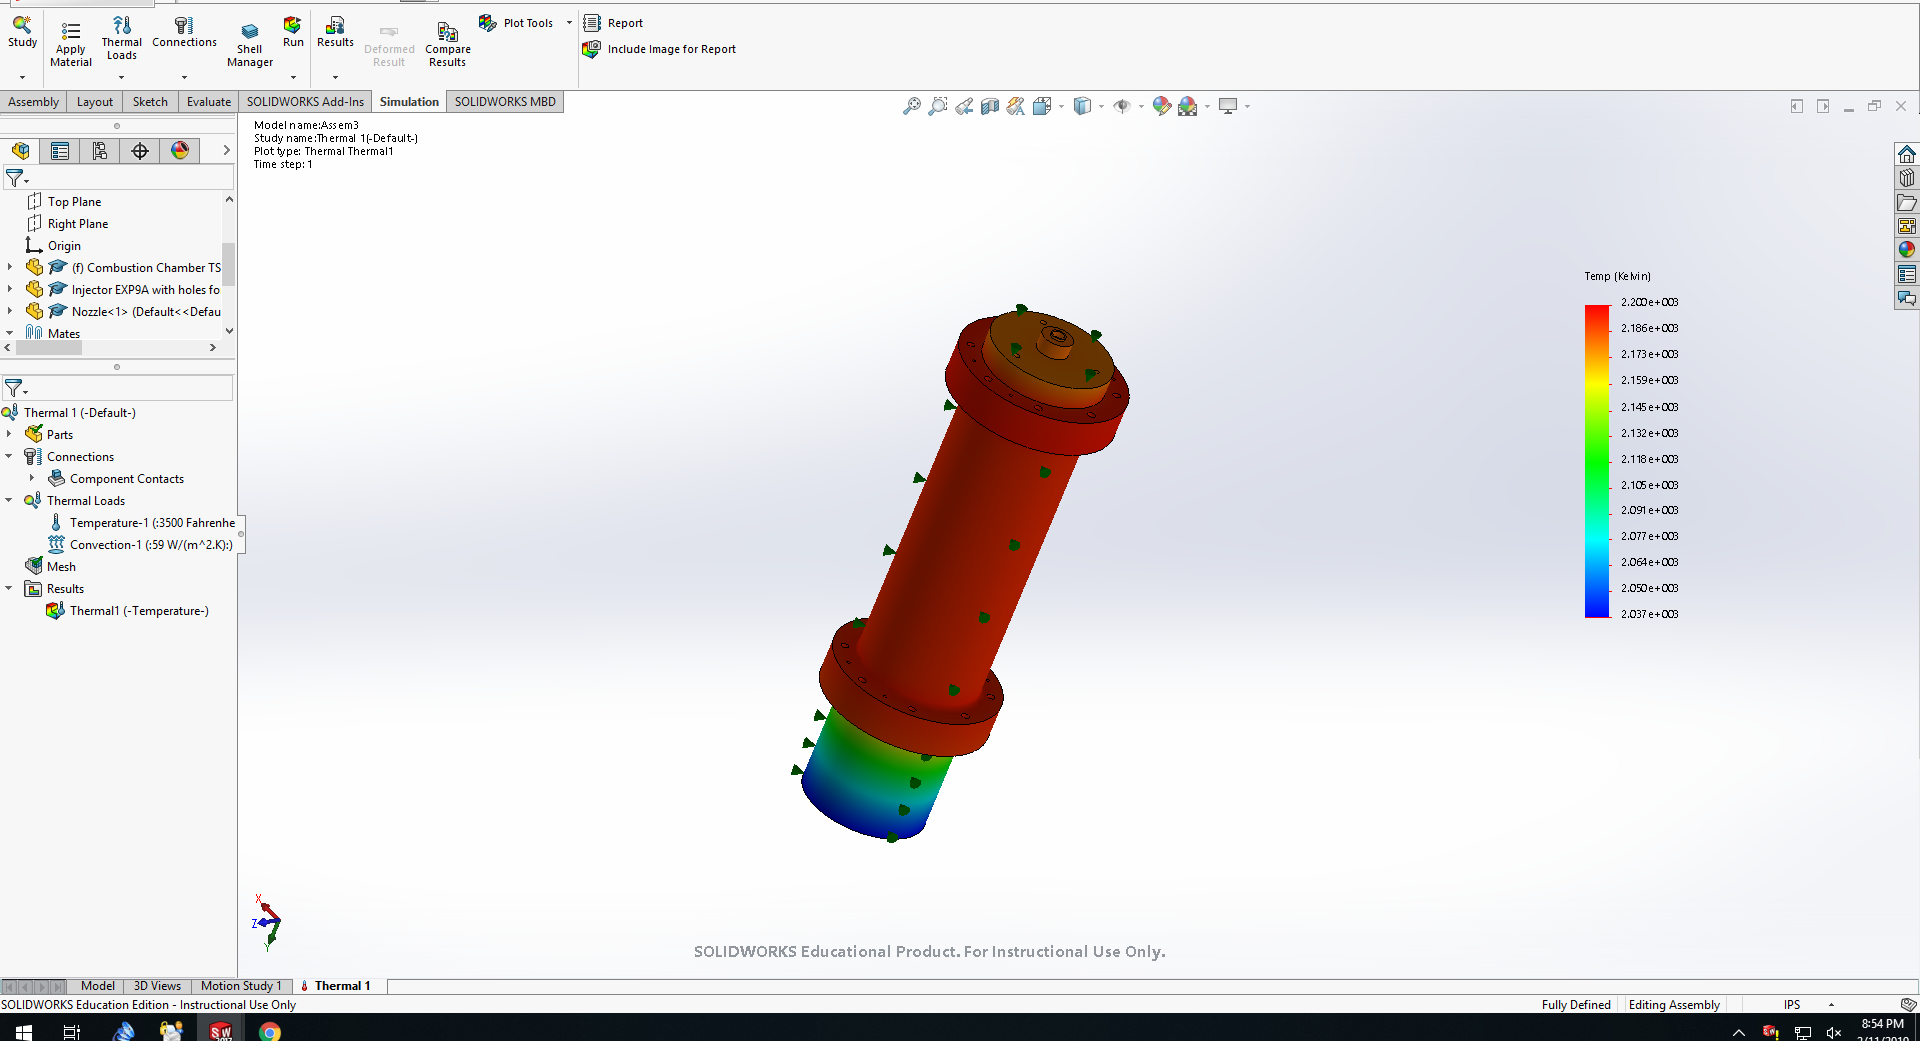 Study
Apply Material
Thermal Loads
Connections
Shell Manager
Run
Results
Deformed Result
Compare Results
Plot Tools
Report
Include Image for Report
Assembly
Layout
Sketch
Evaluate
SOLIDWORKS Add-Ins
Simulation
SOLIDWORKS MBD
Model name:Assem3
Study name:Thermal 1(-Default-)
Plot type: Thermal Thermal1
Time step: 1
Top Plane
Right Plane
Origin
(f) Combustion Chamber TS
Injector EXP9A with holes fo
Nozzle<1> (Default<<Defau
Mates
Thermal 1 (-Default-)
Parts
Connections
Component Contacts
Thermal Loads
Temperature-1 (:3500 Fahrenhe
Convection-1 (:59 W/(m^2.K):)
Mesh
Results
Thermal1 (-Temperature-)
Temp (Kelvin)
2.200e+003
2.186e+003
2.173e+003
2.159e+003
2.145e+003
2.132e+003
2.118e+003
2.105e+003
2.091e+003
2.077e+003
2.064e+003
2.050e+003
2.037e+003
X
Z
Y
SOLIDWORKS Educational Product. For Instructional Use Only.
Model
3D Views
Motion Study 1
Thermal 1
SOLIDWORKS Education Edition - Instructional Use Only
Fully Defined
Editing Assembly
IPS
SW
8:54 PM